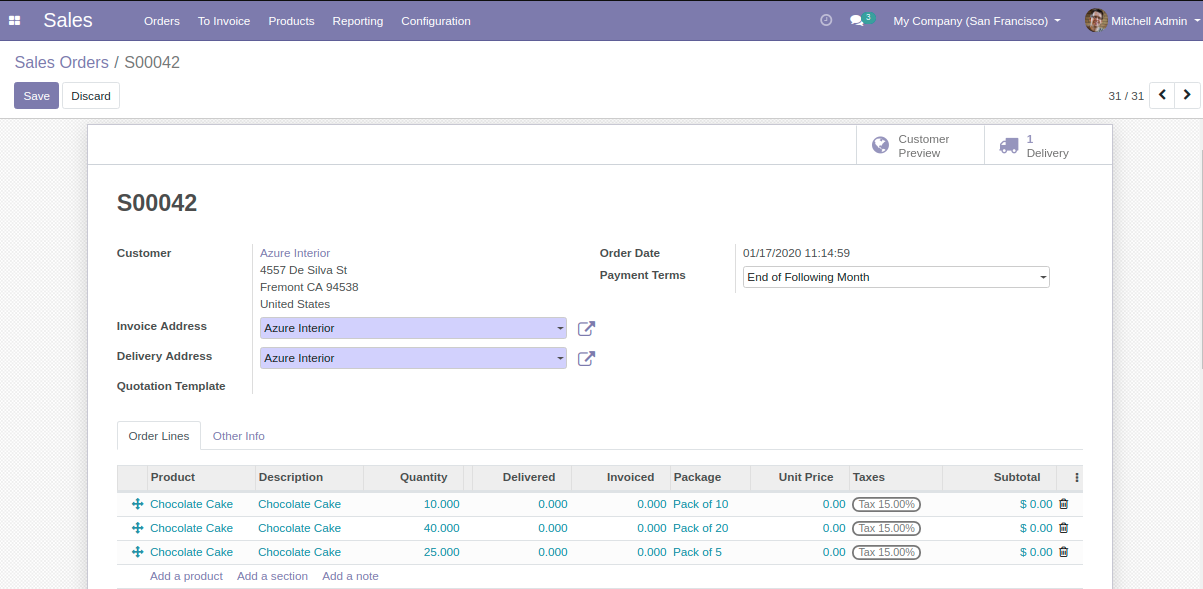 Sales Orders To Invoice Products Reporting Configuration 3 My Company (San Francisco) Mitchell Admin
Sales Orders / S00042
Save Discard 31 / 31
Customer Preview
1 Delivery
S00042
Customer Azure Interior Order Date 01/17/2020 11:14:59
4557 De Silva St
Fremont CA 94538
United States
Payment Terms End of Following Month
Invoice Address Azure Interior
Delivery Address Azure Interior
Quotation Template
Order Lines Other Info
Product Description Quantity Delivered Invoiced Package Unit Price Taxes Subtotal
Chocolate Cake Chocolate Cake 10.000 0.000 0.000 Pack of 10 0.00 Tax 15.00% $ 0.00
Chocolate Cake Chocolate Cake 40.000 0.000 0.000 Pack of 20 0.00 Tax 15.00% $ 0.00
Chocolate Cake Chocolate Cake 25.000 0.000 0.000 Pack of 5 0.00 Tax 15.00% $ 0.00
Add a product Add a section Add a note